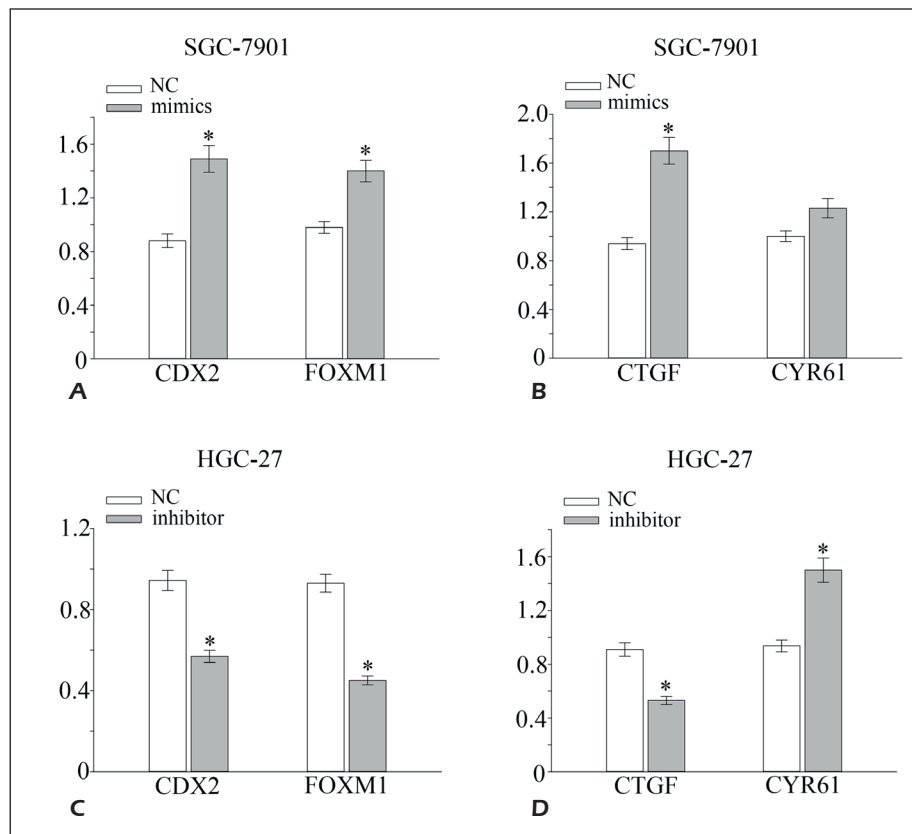 SGC-7901
NC
mimics
1.6
1.2
0.8
0.4
0
*
*
CDX2
FOXM1
A
SGC-7901
NC
mimics
2.0
1.6
1.2
0.8
0.4
0
*
CTGF
CYR61
B
HGC-27
NC
inhibitor
1.2
0.8
0.4
0
*
*
CDX2
FOXM1
C
HGC-27
NC
inhibitor
1.6
1.2
0.8
0.4
0
*
*
CTGF
CYR61
D